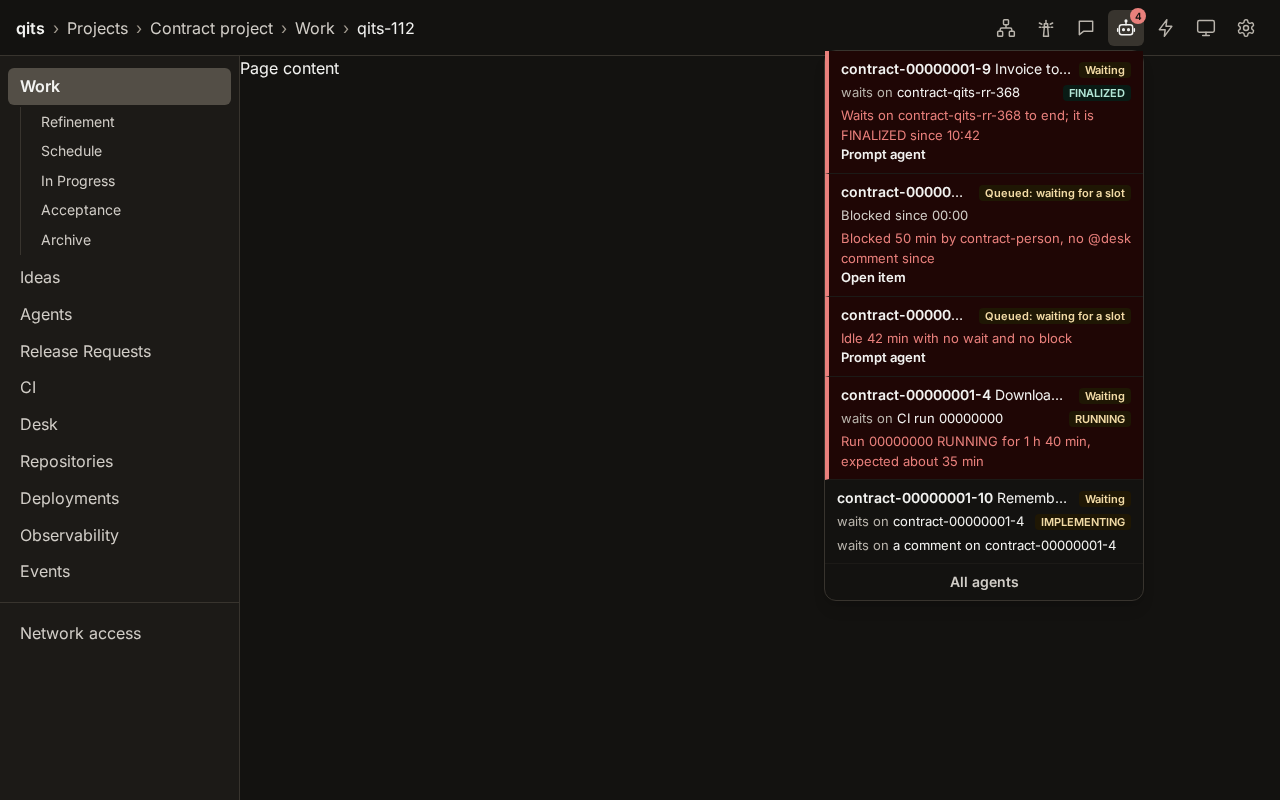 qits › Projects › Contract project › Work › qits-112
4
Work
Refinement
Schedule
In Progress
Acceptance
Archive
Ideas
Agents
Release Requests
CI
Desk
Repositories
Deployments
Observability
Events
Network access
Page content
contract-00000001-9 Invoice to... Waiting
waits on contract-qits-rr-368 FINALIZED
Waits on contract-qits-rr-368 to end; it is
FINALIZED since 10:42
Prompt agent
contract-00000... Queued: waiting for a slot
Blocked since 00:00
Blocked 50 min by contract-person, no @desk
comment since
Open item
contract-00000... Queued: waiting for a slot
Idle 42 min with no wait and no block
Prompt agent
contract-00000001-4 Downloa... Waiting
waits on CI run 00000000 RUNNING
Run 00000000 RUNNING for 1 h 40 min,
expected about 35 min
contract-00000001-10 Rememb... Waiting
waits on contract-00000001-4 IMPLEMENTING
waits on a comment on contract-00000001-4
All agents